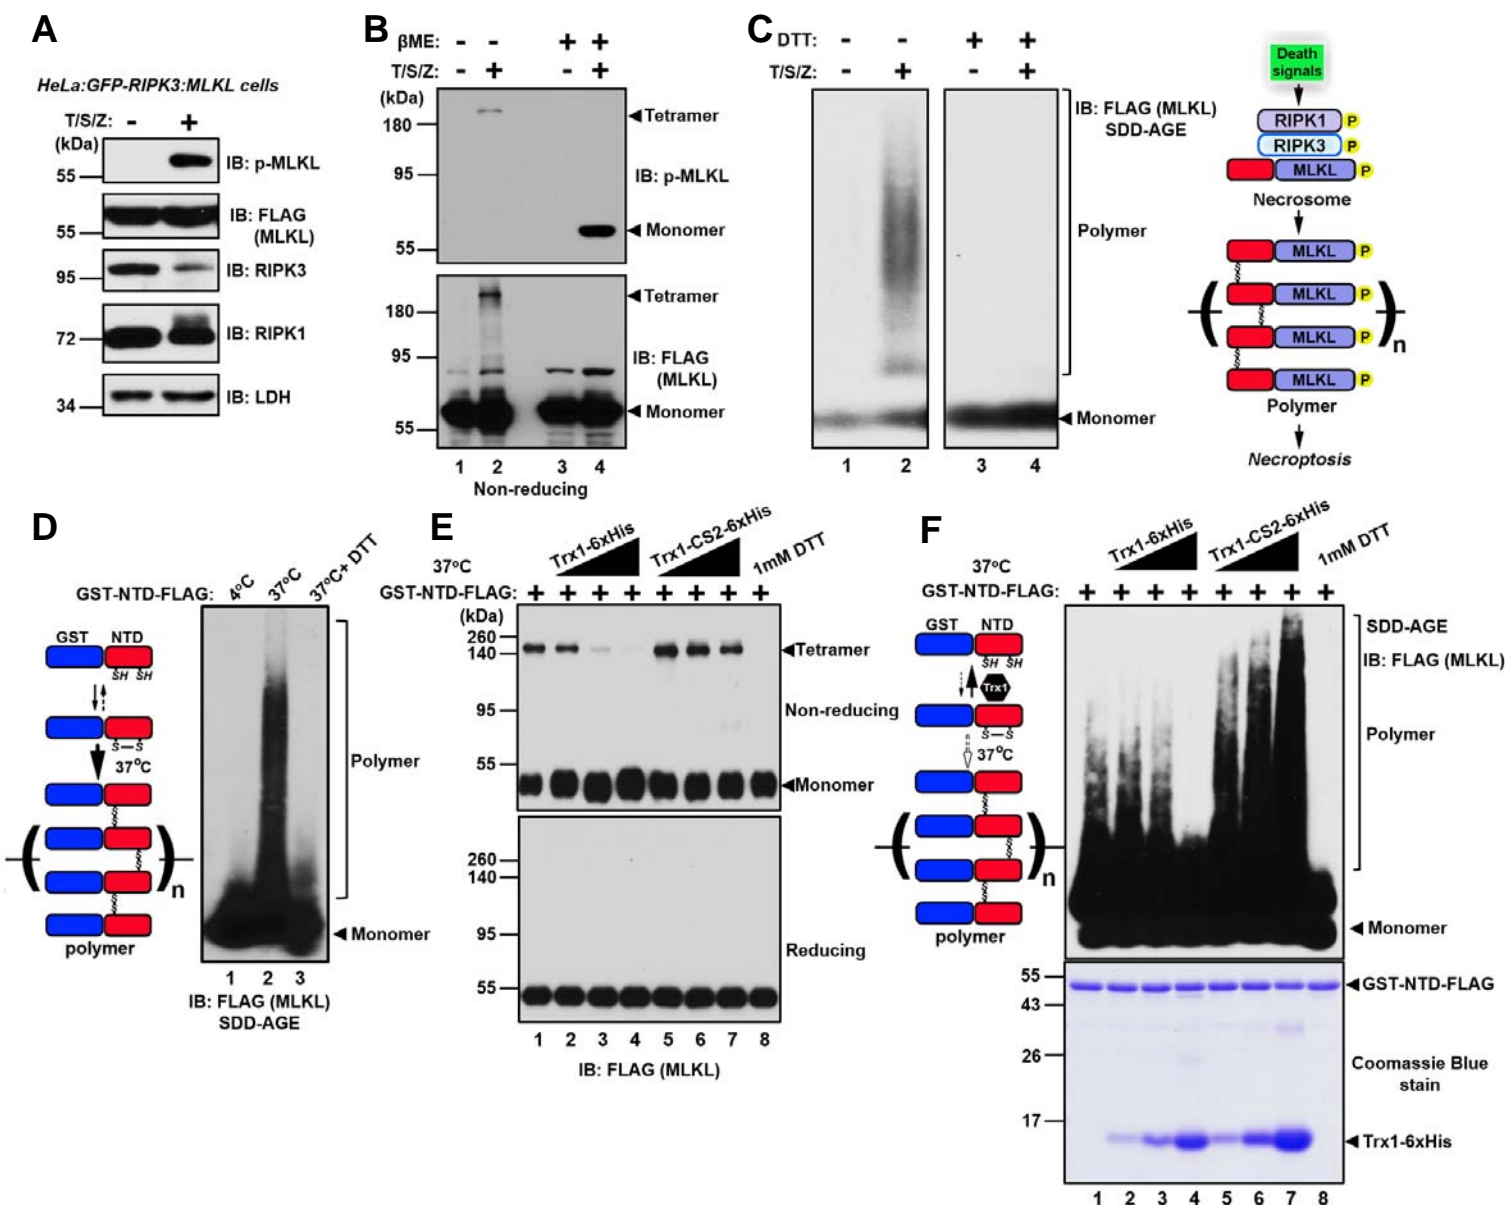 A
HeLa:GFP-RIPK3:MLKL cells
T/S/Z: - +
(kDa)
55
IB: p-MLKL
55
IB: FLAG
(MLKL)
95
IB: RIPK3
72
IB: RIPK1
34
IB: LDH
B
βME: - - + +
T/S/Z: - + - +
(kDa)
180
Tetramer
95
IB: p-MLKL
Monomer
55
Tetramer
180
95
IB: FLAG
(MLKL)
Monomer
55
1 2 3 4
Non-reducing
C
DTT: - - + +
T/S/Z: - + - +
IB: FLAG (MLKL)
SDD-AGE
Polymer
Monomer
1 2 3 4
Death
signals
RIPK1 P
RIPK3 P
MLKL P
Necrosome
MLKL P
MLKL P
MLKL P
n
MLKL P
Polymer
Necroptosis
D
4°C 37°C 37°C+ DTT
GST-NTD-FLAG:
GST NTD
SH SH
S—S
37°C
n
polymer
Polymer
Monomer
1 2 3
IB: FLAG (MLKL)
SDD-AGE
E
Trx1-6xHis Trx1-CS2-6xHis 1mM DTT
37°C
GST-NTD-FLAG: + + + + + + + +
(kDa)
260
140
Tetramer
95
Non-reducing
55
Monomer
260
140
95
Reducing
55
1 2 3 4 5 6 7 8
IB: FLAG (MLKL)
F
Trx1-6xHis Trx1-CS2-6xHis 1mM DTT
37°C
GST-NTD-FLAG: + + + + + + + +
GST NTD
SH SH
Trx1
S—S
37°C
n
polymer
SDD-AGE
IB: FLAG (MLKL)
Polymer
Monomer
55
GST-NTD-FLAG
43
26
Coomassie Blue
stain
17
Trx1-6xHis
1 2 3 4 5 6 7 8